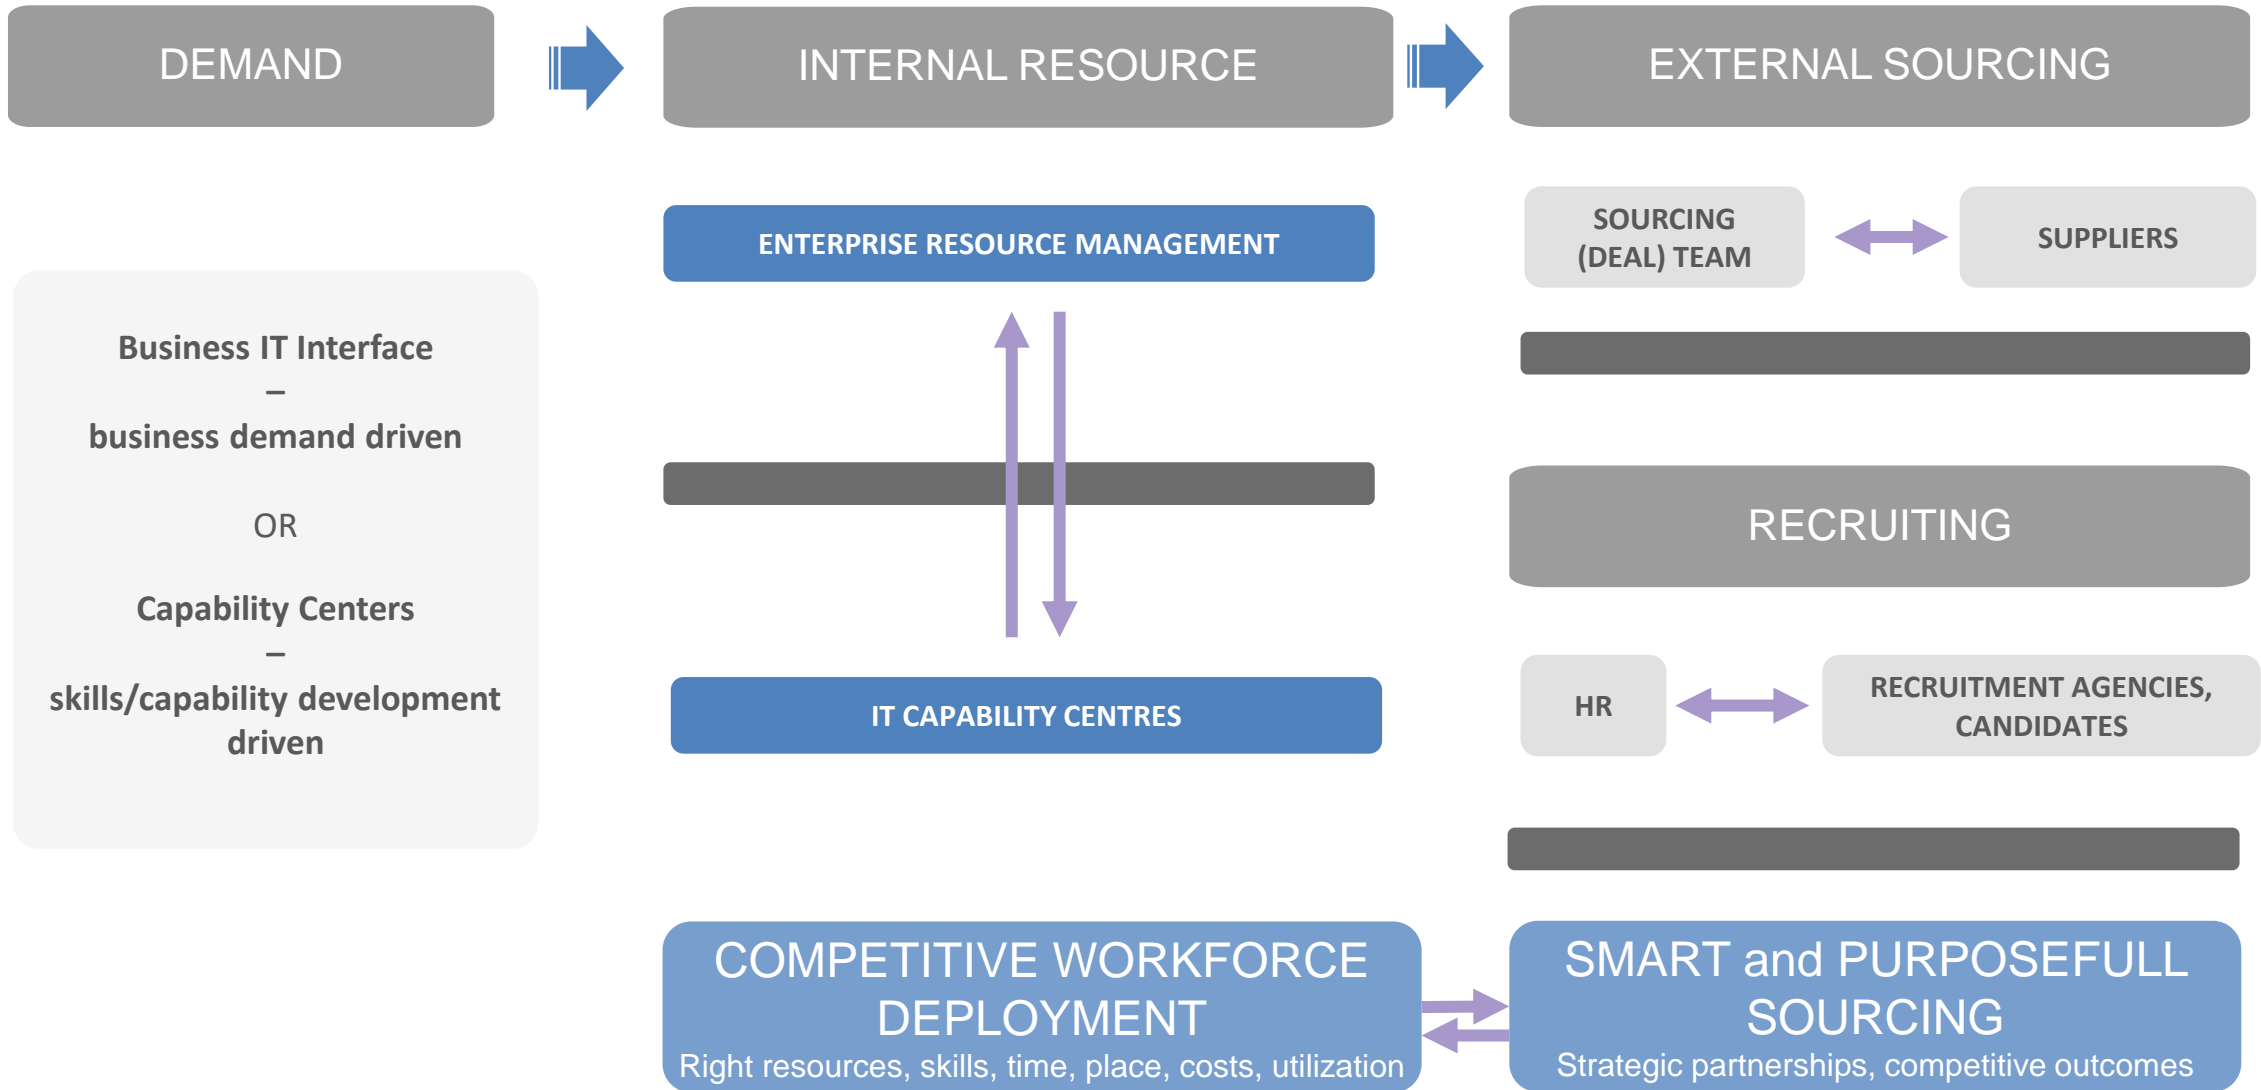 DEMAND
INTERNAL RESOURCE
EXTERNAL SOURCING
Business IT Interface
–
business demand driven
OR
Capability Centers
–
skills/capability development
driven
ENTERPRISE RESOURCE MANAGEMENT
IT CAPABILITY CENTRES
SOURCING
(DEAL) TEAM
SUPPLIERS
RECRUITING
HR
RECRUITMENT AGENCIES,
CANDIDATES
COMPETITIVE WORKFORCE
DEPLOYMENT
Right resources, skills, time, place, costs, utilization
SMART and PURPOSEFULL
SOURCING
Strategic partnerships, competitive outcomes